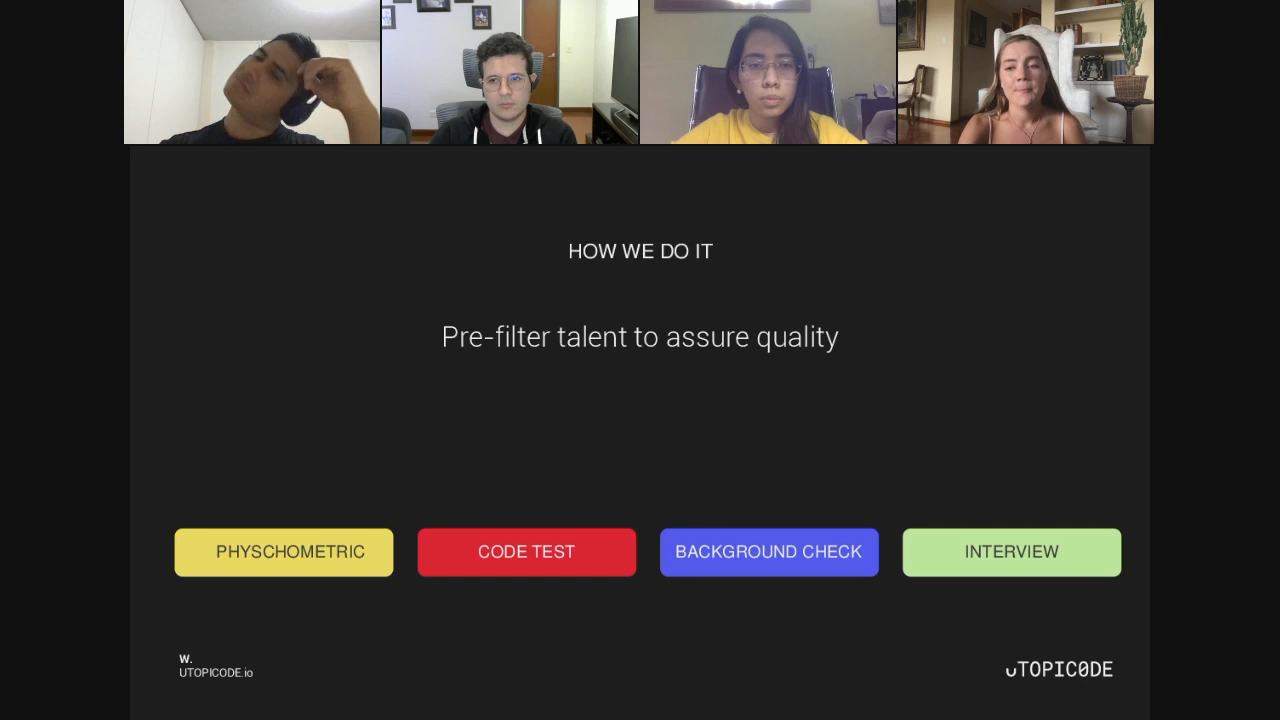 HOW WE DO IT
Pre-filter talent to assure quality
PHYSCHOMETRIC
CODE TEST
BACKGROUND CHECK
INTERVIEW
W.
UTOPICODE.io
uTOPIC0DE